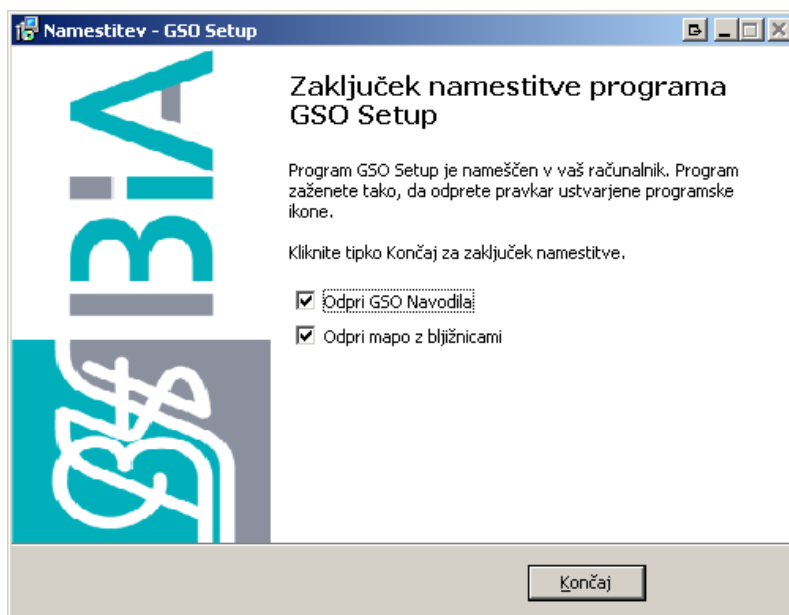 Namestitev - GSO Setup
IBiA
Zaključek namestitve programa
GSO Setup
Program GSO Setup je nameščen v vaš računalnik. Program
zaženete tako, da odprete pravkar ustvarjene programske
ikone.
Kliknite tipko Končaj za zaključek namestitve.
Odpri GSO Navodila
Odpri mapo z bljižnicami
Končaj